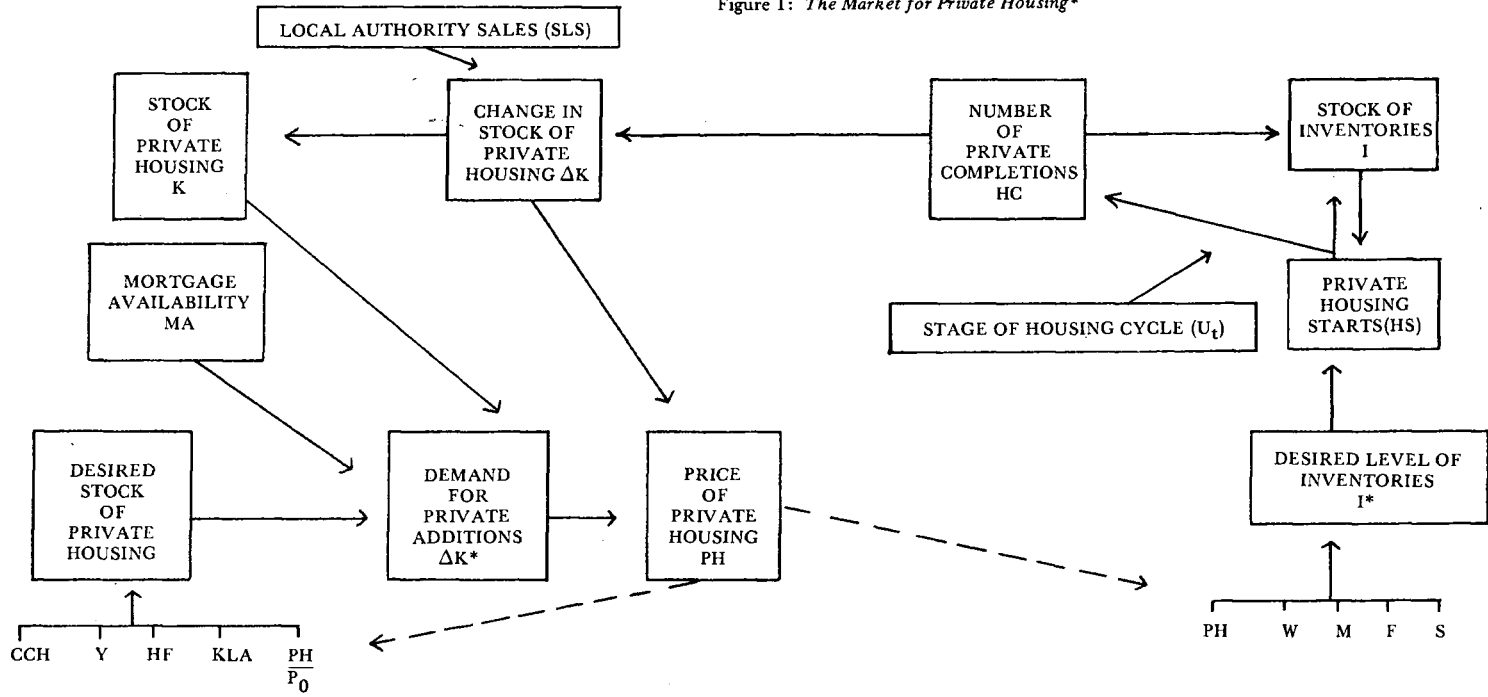 Figure 1: The Market for Private Housing*
LOCAL AUTHORITY SALES (SLS)
STOCK
OF
PRIVATE
HOUSING
K
CHANGE IN
STOCK OF
PRIVATE
HOUSING ΔK
NUMBER
OF
PRIVATE
COMPLETIONS
HC
STOCK OF
INVENTORIES
I
MORTGAGE
AVAILABILITY
MA
STAGE OF HOUSING CYCLE (Ut)
PRIVATE
HOUSING
STARTS(HS)
DESIRED
STOCK
OF
PRIVATE
HOUSING
DEMAND
FOR
PRIVATE
ADDITIONS
ΔK*
PRICE
OF
PRIVATE
HOUSING
PH
DESIRED LEVEL OF
INVENTORIES
I*
CCH Y HF KLA PH
P0
PH W M F S